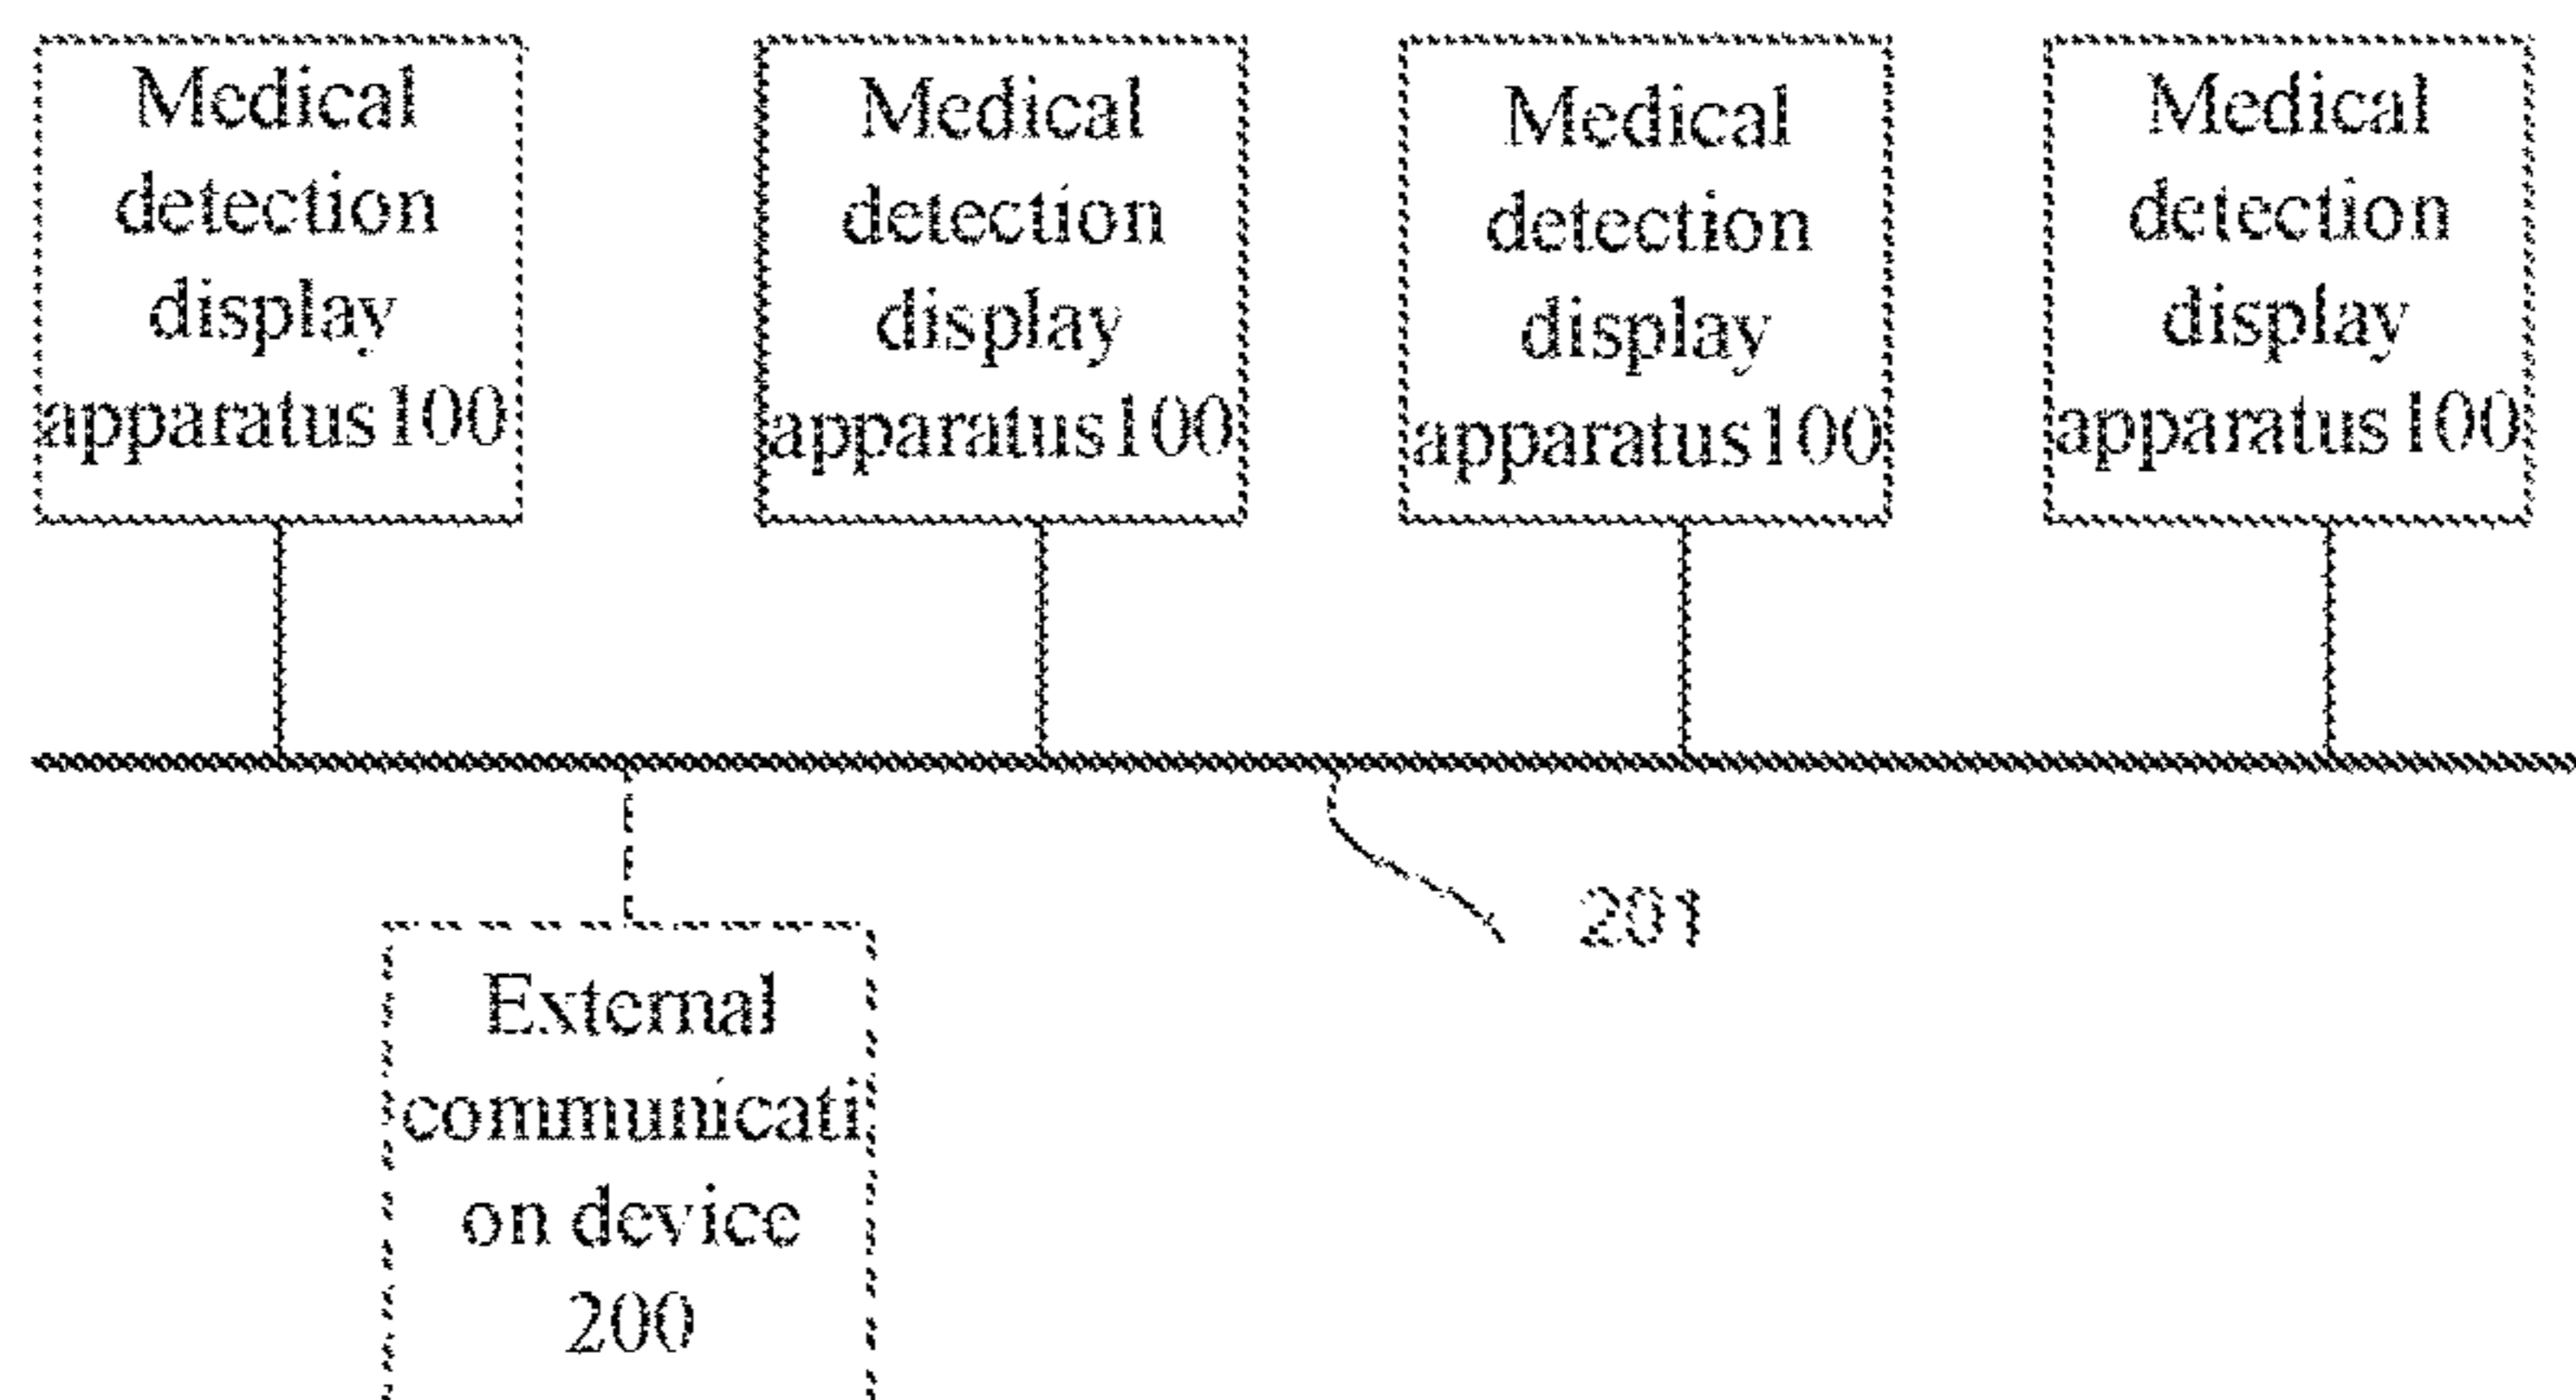 Medical
detection
display
apparatus100
Medical
detection
display
apparatus100
Medical
detection
display
apparatus100
Medical
detection
display
apparatus100
201
External
communicati
on device
200